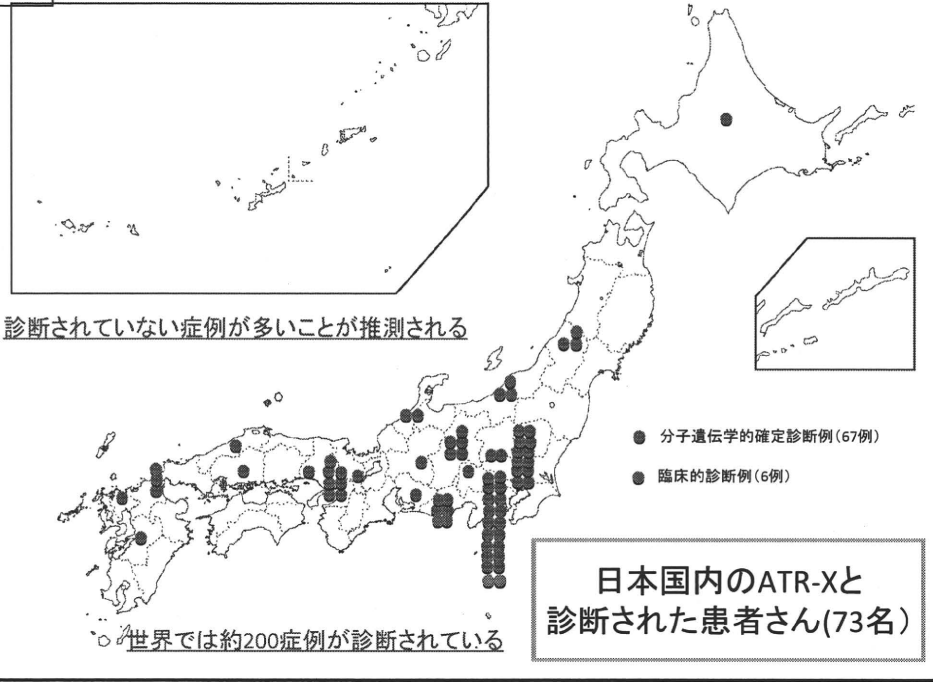 診断されていない症例が多いことが推測される
分子遺伝学的確定診断例(67例)
臨床的診断例(6例)
日本国内のATR-Xと
診断された患者さん(73名)
世界では約200症例が診断されている